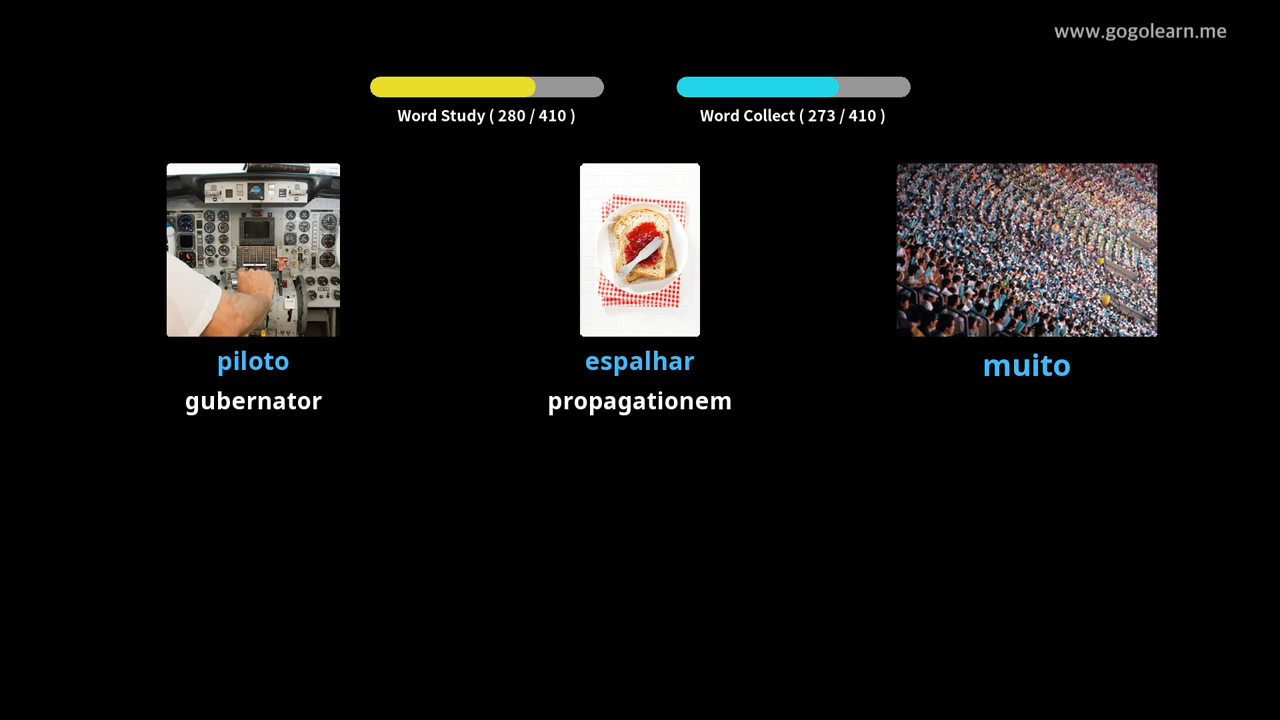 www.gogolearn.me
Word Study ( 280 / 410 )
Word Collect ( 273 / 410 )
piloto
gubernator
espalhar
propagationem
muito